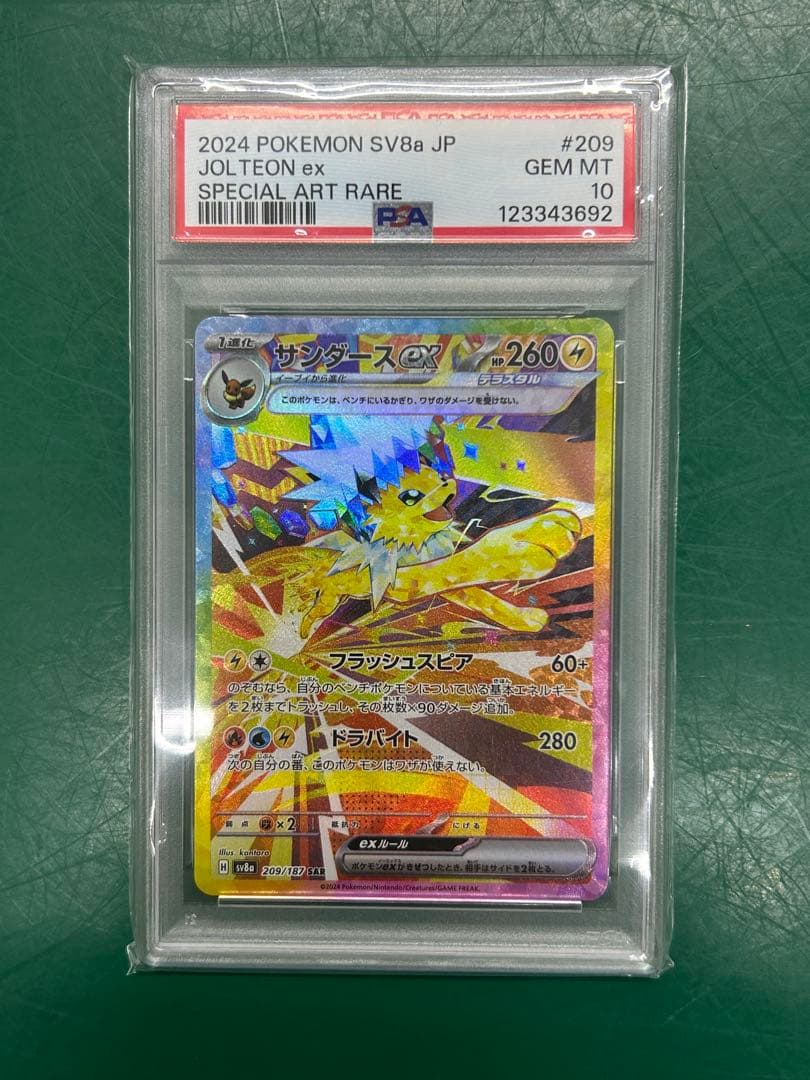 2024 POKEMON SV8a JP #209
JOLTEON ex GEM MT
SPECIAL ART RARE 10
PSA 123343692
1進化 サンダースex HP260
イーブイから進化 テラスタル
このポケモンは、ベンチにいるかぎり、ワザのダメージを受けない。
フラッシュスピア 60+
のぞむなら、自分のベンチポケモンについている基本エネルギー
を2枚までトラッシュし、その枚数×90ダメージ追加。
ドラバイト 280
次の自分の番、このポケモンはワザが使えない。
弱点 ×2 抵抗力 にげる
Illus. kantaro
exルール
H sv8a 209/187 SAR
ポケモンexがきぜつしたとき、相手はサイドを2枚とる。
©2024 Pokémon/Nintendo/Creatures/GAME FREAK.